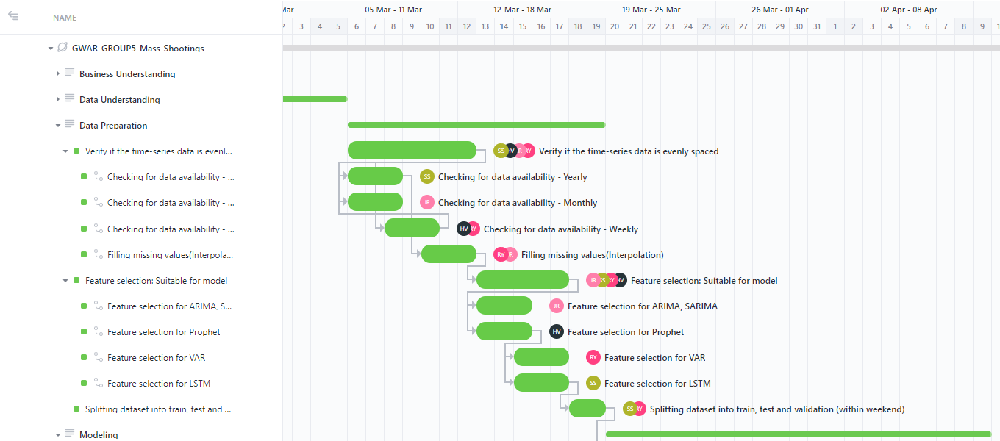 NAME
Mar 05 Mar - 11 Mar 12 Mar - 18 Mar 19 Mar - 25 Mar 26 Mar - 01 Apr 02 Apr - 08 Apr
2 3 4 5 6 7 8 9 10 11 12 13 14 15 16 17 18 19 20 21 22 23 24 25 26 27 28 29 30 31 1 2 3 4 5 6 7 8 9 1
GWAR GROUP5 Mass Shootings
Business Understanding
Data Understanding
Data Preparation
Verify if the time-series data is evenl... SS HV JR RY Verify if the time-series data is evenly spaced
Checking for data availability - ... SS Checking for data availability - Yearly
Checking for data availability - ... JR Checking for data availability - Monthly
Checking for data availability - ... HV RY Checking for data availability - Weekly
Filling missing values(Interpola... RY JR Filling missing values(Interpolation)
Feature selection: Suitable for model JR SS RY HV Feature selection: Suitable for model
Feature selection for ARIMA, S... JR Feature selection for ARIMA, SARIMA
Feature selection for Prophet HV Feature selection for Prophet
Feature selection for VAR RY Feature selection for VAR
Feature selection for LSTM SS Feature selection for LSTM
Splitting dataset into train, test and ... SS RY Splitting dataset into train, test and validation (within weekend)
Modeling